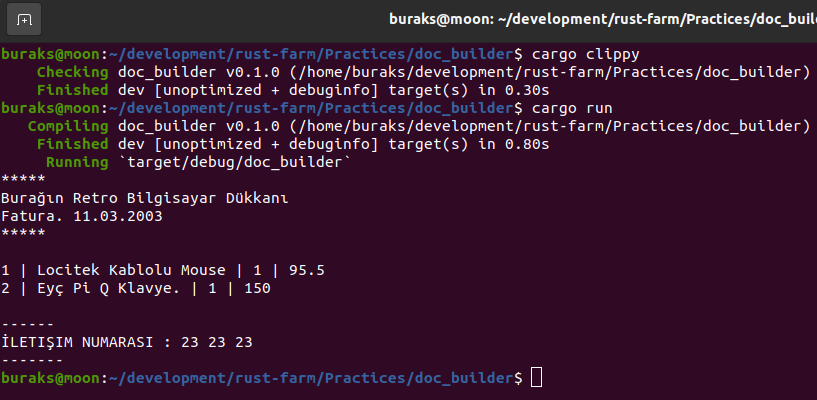 buraks@moon: ~/development/rust-farm/Practices/doc_buil
buraks@moon:~/development/rust-farm/Practices/doc_builder$ cargo clippy
    Checking doc_builder v0.1.0 (/home/buraks/development/rust-farm/Practices/doc_builder)
    Finished dev [unoptimized + debuginfo] target(s) in 0.30s
buraks@moon:~/development/rust-farm/Practices/doc_builder$ cargo run
   Compiling doc_builder v0.1.0 (/home/buraks/development/rust-farm/Practices/doc_builder)
    Finished dev [unoptimized + debuginfo] target(s) in 0.80s
     Running `target/debug/doc_builder`
*****
Burağın Retro Bilgisayar Dükkanı
Fatura. 11.03.2003
*****
1 | Locitek Kablolu Mouse | 1 | 95.5
2 | Eyç Pi Q Klavye. | 1 | 150
------
İLETIŞIM NUMARASI : 23 23 23
-------
buraks@moon:~/development/rust-farm/Practices/doc_builder$